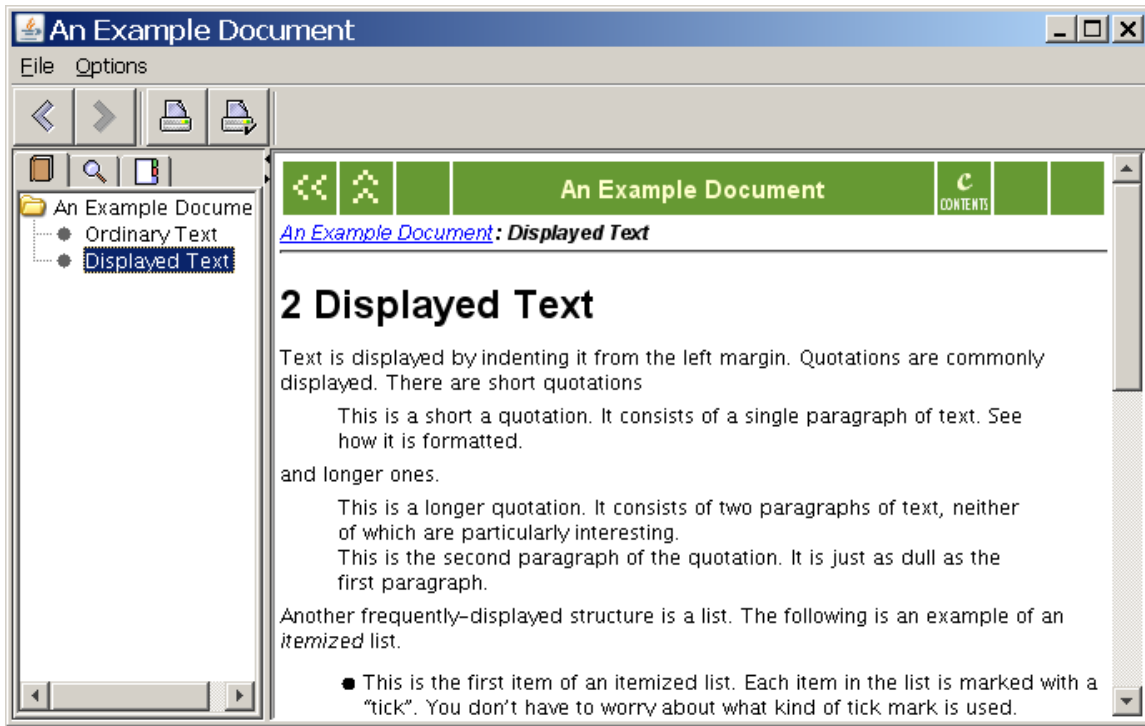 An Example Document
File Options
An Example Docume
Ordinary Text
Displayed Text
An Example Document
c
CONTENTS
An Example Document: Displayed Text
2 Displayed Text
Text is displayed by indenting it from the left margin. Quotations are commonly
displayed. There are short quotations
This is a short a quotation. It consists of a single paragraph of text. See
how it is formatted.
and longer ones.
This is a longer quotation. It consists of two paragraphs of text, neither
of which are particularly interesting.
This is the second paragraph of the quotation. It is just as dull as the
first paragraph.
Another frequently-displayed structure is a list. The following is an example of an
itemized list.
● This is the first item of an itemized list. Each item in the list is marked with a
“tick”. You don't have to worry about what kind of tick mark is used.